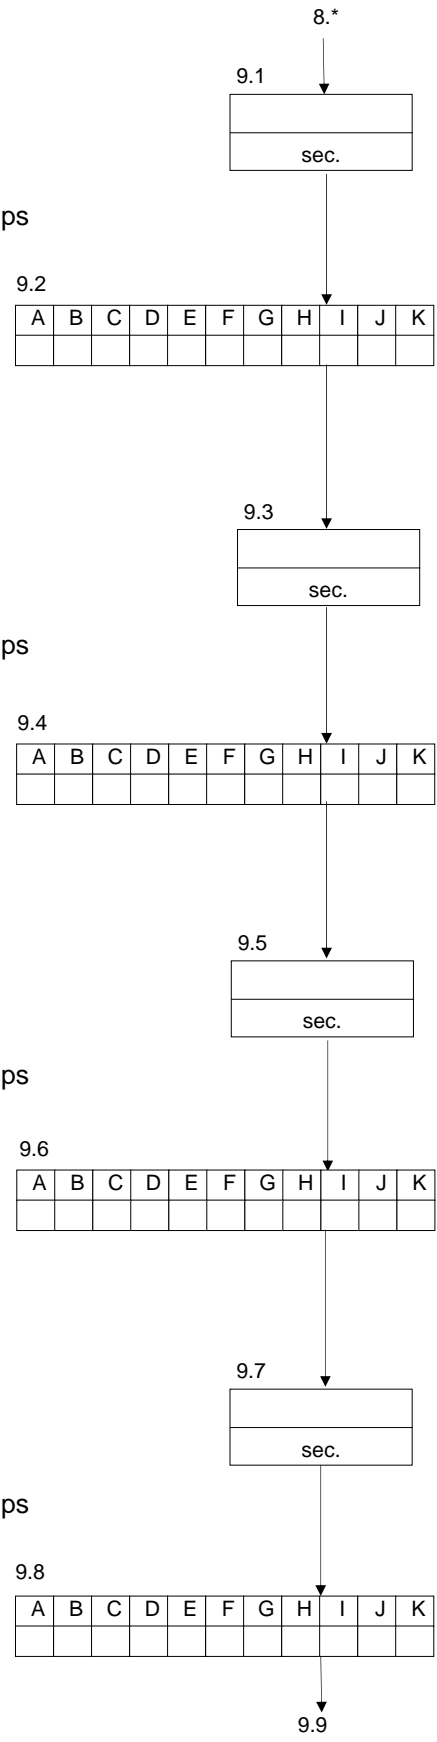 8.*
9.1
sec.
ps
9.2
A B C D E F G H I J K
9.3
sec.
ps
9.4
A B C D E F G H I J K
9.5
sec.
ps
9.6
A B C D E F G H I J K
9.7
sec.
ps
9.8
A B C D E F G H I J K
9.9